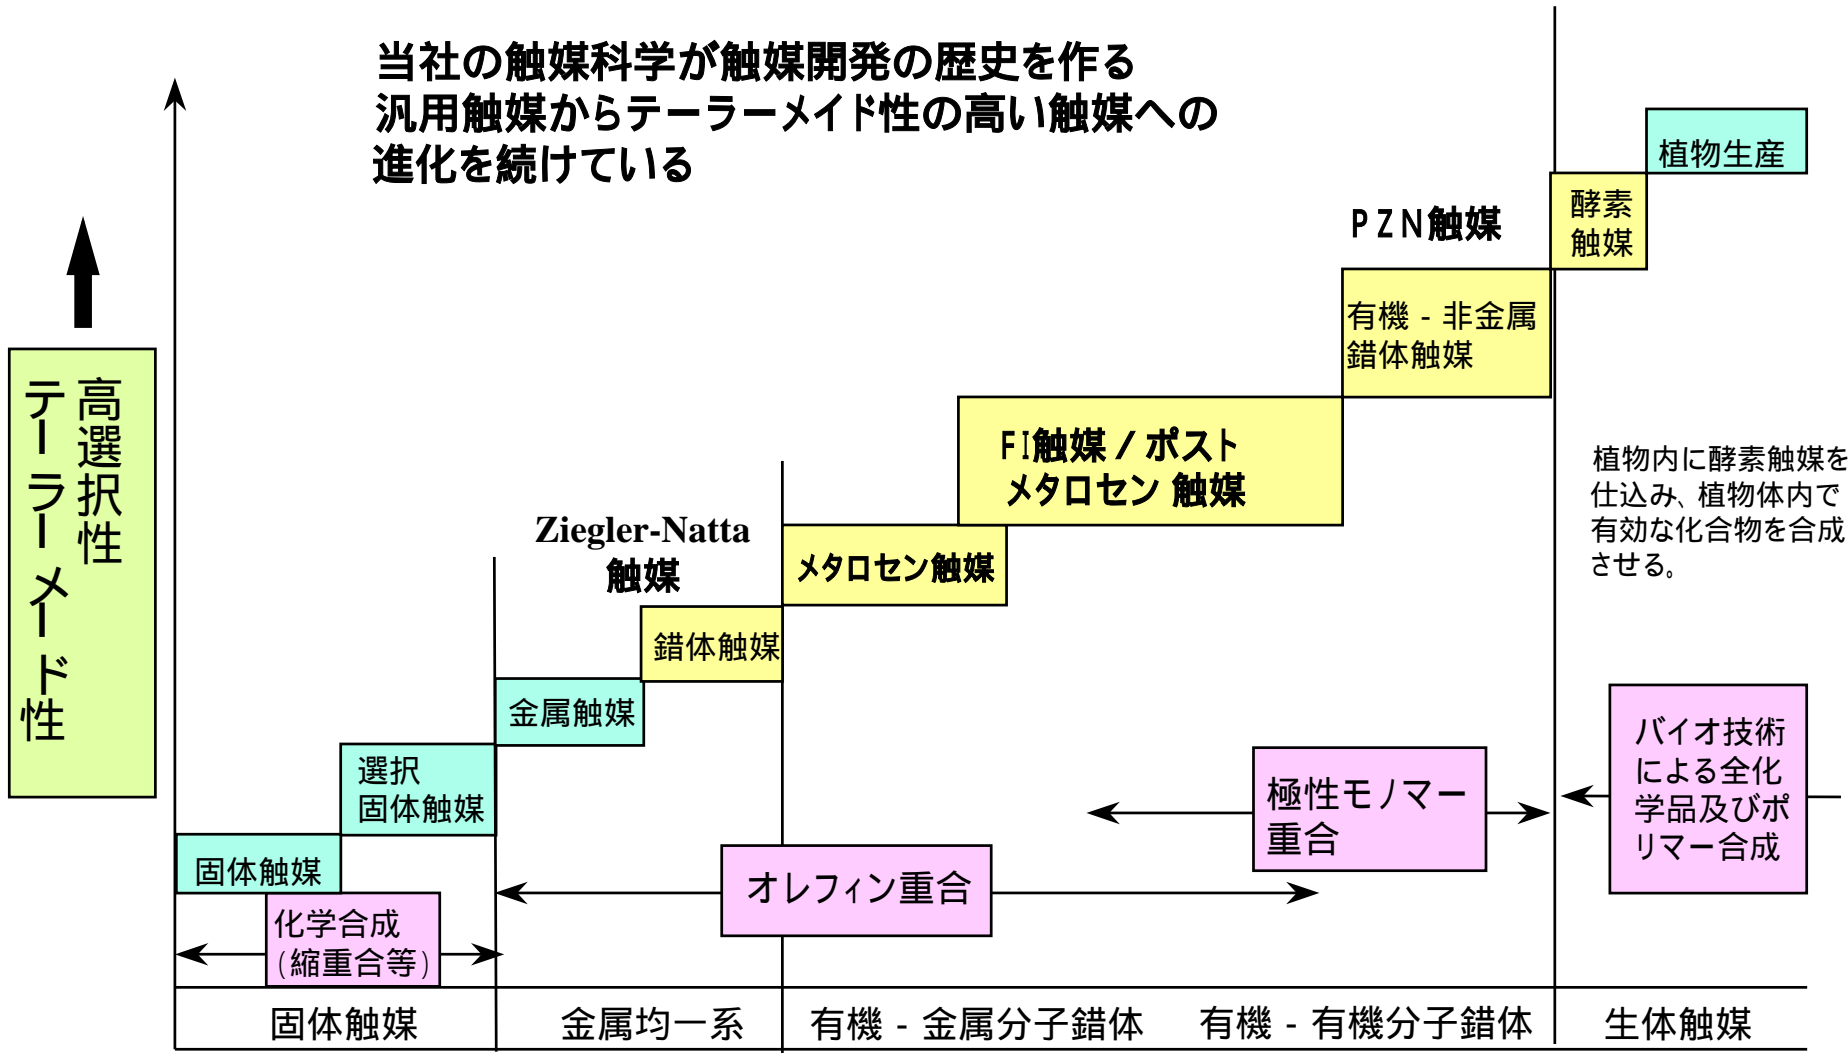 当社の触媒科学が触媒開発の歴史を作る
汎用触媒からテーラーメイド性の高い触媒への
進化を続けている
高選択性
テーラーメード性
植物生産
酵素
触媒
PZN触媒
有機 - 非金属
錯体触媒
FI触媒 / ポスト
メタロセン 触媒
植物内に酵素触媒を
仕込み、植物体内で
有効な化合物を合成
させる。
Ziegler-Natta
触媒
メタロセン触媒
錯体触媒
金属触媒
選択
固体触媒
固体触媒
化学合成
(縮重合等)
オレフィン重合
極性モノマー
重合
バイオ技術
による全化
学品及びポ
リマー合成
固体触媒
金属均一系
有機 - 金属分子錯体
有機 - 有機分子錯体
生体触媒